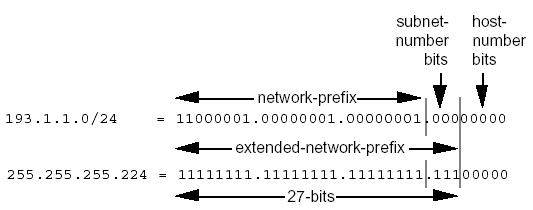 subnet- host-
number number
bits bits
network-prefix
193.1.1.0/24 = 11000001.00000001.00000001.00000000
extended-network-prefix
255.255.255.224 = 11111111.11111111.11111111.11100000
27-bits